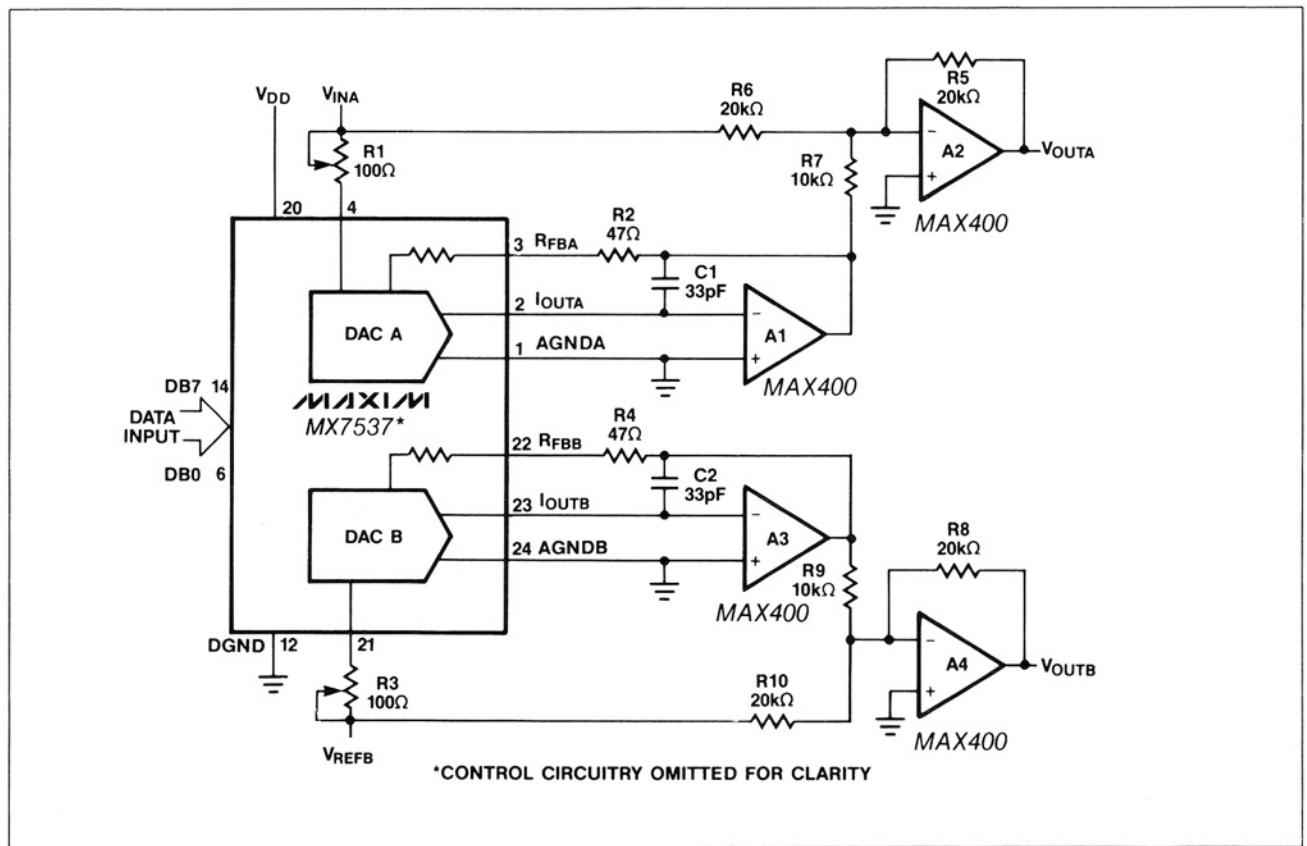 VDD
VINA
R1
100Ω
20
4
R6
20kΩ
R5
20kΩ
R7
10kΩ
−
A2
+
VOUTA
MAX400
3 RFBA
R2
47Ω
C1
33pF
2 IOUTA
1 AGNDA
−
A1
+
MAX400
DAC A
MAXIM
MX7537*
DB7 14
DATA
INPUT
DB0 6
22 RFBB
R4
47Ω
C2
33pF
23 IOUTB
24 AGNDB
DAC B
−
A3
+
MAX400
R9
10kΩ
R8
20kΩ
−
A4
+
VOUTB
MAX400
DGND 12
21
R3
100Ω
R10
20kΩ
VREFB
*CONTROL CIRCUITRY OMITTED FOR CLARITY